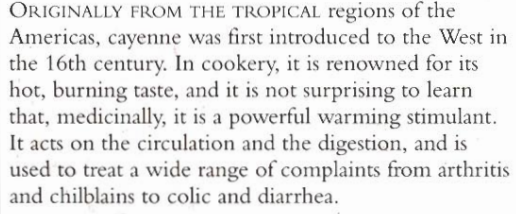 ORIGINALLY FROM THE TROPICAL regions of the
Americas, cayenne was first introduced to the West in
the 16th century. In cookery, it is renowned for its
hot, burning taste, and it is not surprising to learn
that, medicinally, it is a powerful warming stimulant.
It acts on the circulation and the digestion, and is
used to treat a wide range of complaints from arthritis
and chilblains to colic and diarrhea.